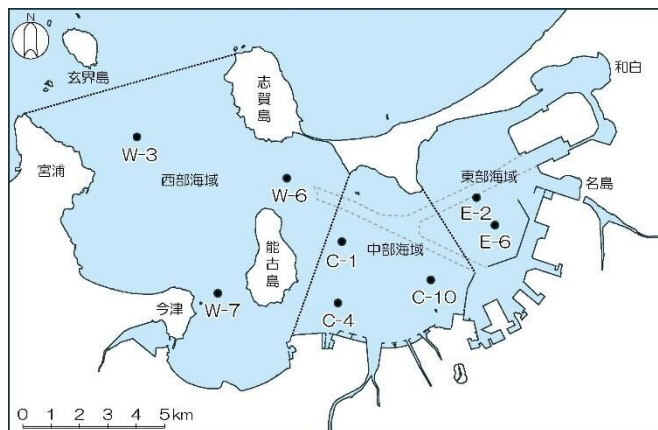 N
玄界島
志賀島
和白
W-3
宮浦
西部海域
W-6
東部海域
名島
E-2
E-6
能古島
C-1
中部海域
今津
W-7
C-10
C-4
0 1 2 3 4 5km